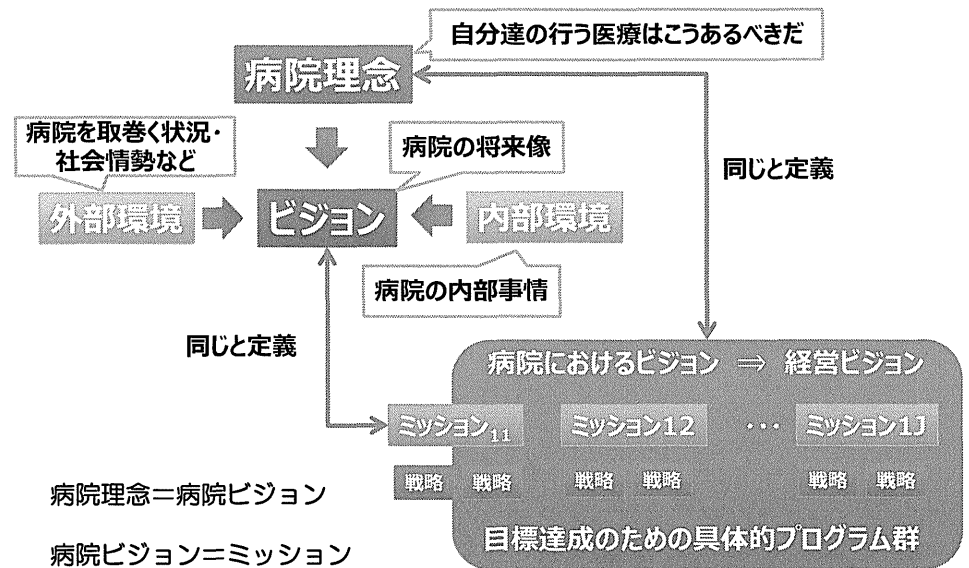 自分達の行う医療はこうあるべきだ
病院理念
病院を取巻く状況・
社会情勢など
病院の将来像
同じと定義
外部環境
ビジョン
内部環境
病院の内部事情
同じと定義
病院におけるビジョン ⇒ 経営ビジョン
ミッション11 ミッション12 ・・・ ミッション1J
戦略 戦略 戦略 戦略 戦略 戦略
目標達成のための具体的プログラム群
病院理念=病院ビジョン
病院ビジョン=ミッション